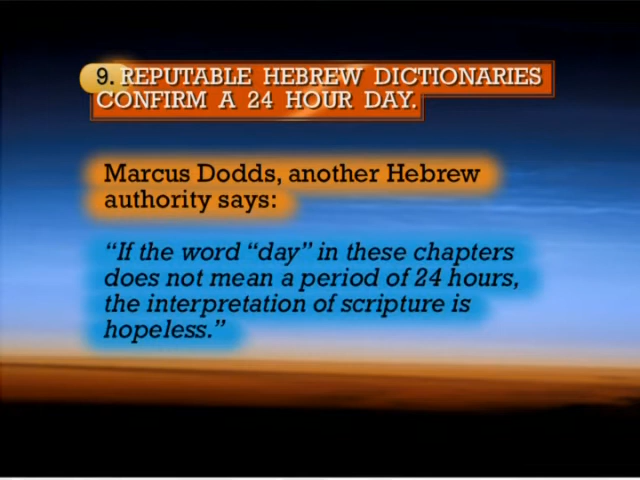 9. REPUTABLE HEBREW DICTIONARIES
CONFIRM A 24 HOUR DAY.
Marcus Dodds, another Hebrew
authority says:
“If the word “day” in these chapters
does not mean a period of 24 hours,
the interpretation of scripture is
hopeless.”